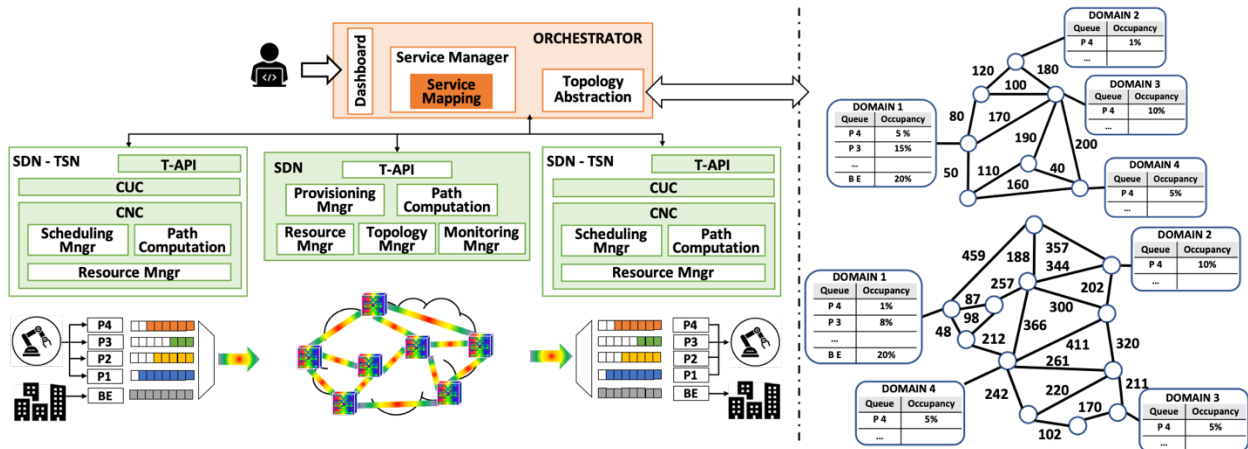 ORCHESTRATOR
Dashboard
Service Manager
Service
Mapping
Topology
Abstraction
SDN - TSN
T-API
CUC
CNC
Scheduling
Mngr
Path
Computation
Resource Mngr
SDN
T-API
Provisioning
Mngr
Path
Computation
Resource
Mngr
Topology
Mngr
Monitoring
Mngr
SDN - TSN
T-API
CUC
CNC
Scheduling
Mngr
Path
Computation
Resource Mngr
P4
P3
P2
P1
BE
P4
P3
P2
P1
BE
DOMAIN 2
Queue Occupancy
P 4 1%
...
DOMAIN 3
Queue Occupancy
P 4 10%
...
DOMAIN 1
Queue Occupancy
P 4 5 %
P 3 15%
...
B E 20%
DOMAIN 4
Queue Occupancy
P 4 5%
...
120
180
100
80
170
190
200
50
110
40
160
DOMAIN 2
Queue Occupancy
P 4 10%
...
DOMAIN 1
Queue Occupancy
P 4 1%
P 3 8%
...
B E 20%
DOMAIN 4
Queue Occupancy
P 4 5%
...
DOMAIN 3
Queue Occupancy
P 4 5%
...
459
188
357
344
257
202
87
98
300
48
212
366
411
320
261
242
220
211
170
102